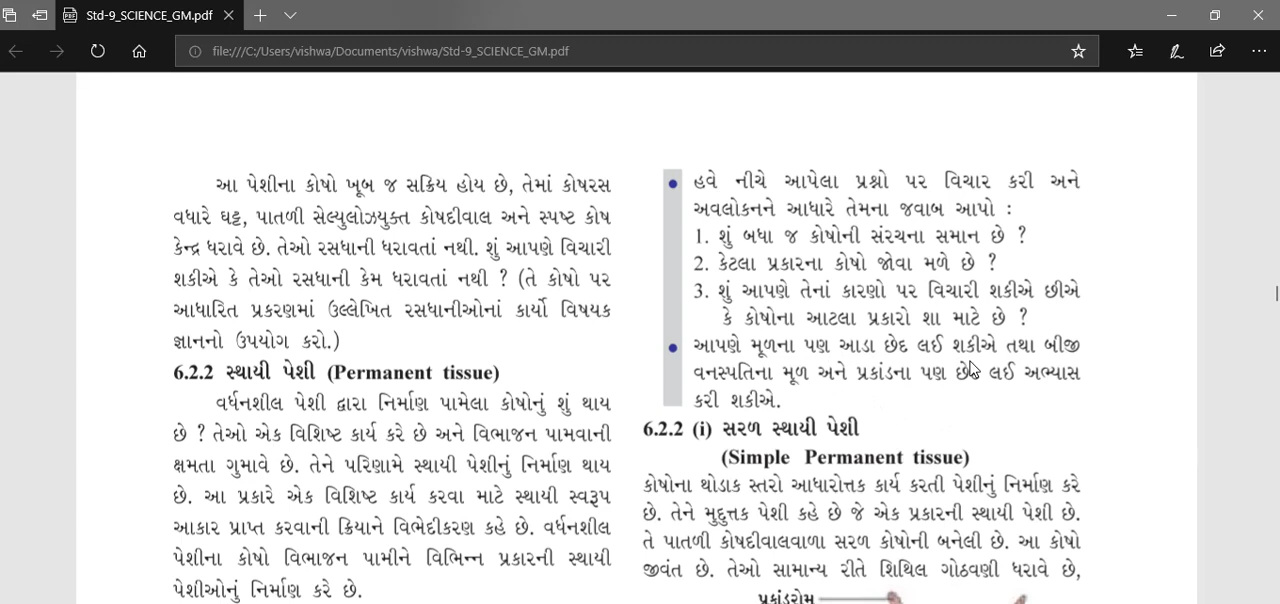 Std-9_SCIENCE_GM.pdf
file:///C:/Users/vishwa/Documents/vishwa/Std-9_SCIENCE_GM.pdf
આ પેશીના કોષો ખૂબ જ સક્રિય હોય છે, તેમાં કોષરસ
વધારે ઘટ્ટ, પાતળી સેલ્યુલોઝયુક્ત કોષદીવાલ અને સ્પષ્ટ કોષ
કેન્દ્ર ધરાવે છે. તેઓ રસધાની ધરાવતાં નથી. શું આપણે વિચારી
શકીએ કે તેઓ રસધાની કેમ ધરાવતાં નથી ? (તે કોષો પર
આધારિત પ્રકરણમાં ઉલ્લેખિત રસધાનીઓનાં કાર્યો વિષયક
જ્ઞાનનો ઉપયોગ કરો.)
6.2.2 સ્થાયી પેશી (Permanent tissue)
વર્ધનશીલ પેશી દ્વારા નિર્માણ પામેલા કોષોનું શું થાય
છે ? તેઓ એક વિશિષ્ટ કાર્ય કરે છે અને વિભાજન પામવાની
ક્ષમતા ગુમાવે છે. તેને પરિણામે સ્થાયી પેશીનું નિર્માણ થાય
છે. આ પ્રકારે એક વિશિષ્ટ કાર્ય કરવા માટે સ્થાયી સ્વરૂપ
આકાર પ્રાપ્ત કરવાની ક્રિયાને વિભેદીકરણ કહે છે. વર્ધનશીલ
પેશીના કોષો વિભાજન પામીને વિભિન્ન પ્રકારની સ્થાયી
પેશીઓનું નિર્માણ કરે છે.
• હવે નીચે આપેલા પ્રશ્નો પર વિચાર કરી અને
અવલોકનને આધારે તેમના જવાબ આપો :
1. શું બધા જ કોષોની સંરચના સમાન છે ?
2. કેટલા પ્રકારના કોષો જોવા મળે છે ?
3. શું આપણે તેનાં કારણો પર વિચારી શકીએ છીએ
કે કોષોના આટલા પ્રકારો શા માટે છે ?
• આપણે મૂળના પણ આડા છેદ લઈ શકીએ તથા બીજી
વનસ્પતિના મૂળ અને પ્રકાંડના પણ છેદ લઈ અભ્યાસ
કરી શકીએ.
6.2.2 (i) સરળ સ્થાયી પેશી
(Simple Permanent tissue)
કોષોના થોડાક સ્તરો આધારોત્તક કાર્ય કરતી પેશીનું નિર્માણ કરે
છે. તેને મુદુત્તક પેશી કહે છે જે એક પ્રકારની સ્થાયી પેશી છે.
તે પાતળી કોષદીવાલવાળા સરળ કોષોની બનેલી છે. આ કોષો
જીવંત છે. તેઓ સામાન્ય રીતે શિથિલ ગોઠવણી ધરાવે છે,
પ્રકાંડરોમ